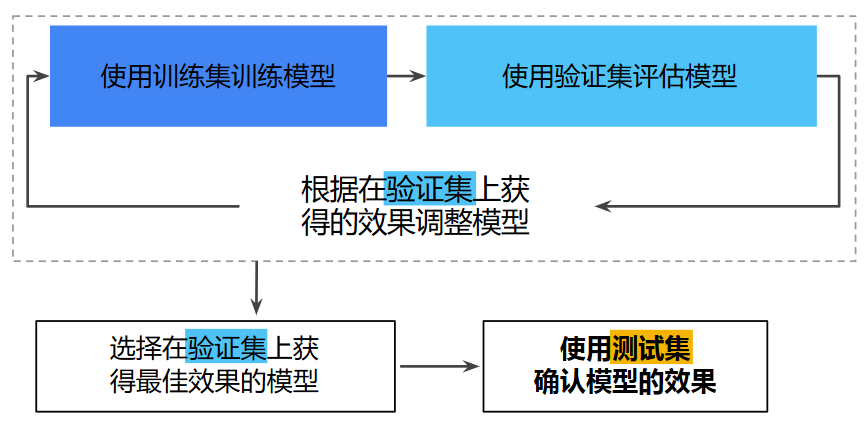 使用训练集训练模型
使用验证集评估模型
根据在验证集上获
得的效果调整模型
选择在验证集上获
得最佳效果的模型
使用测试集
确认模型的效果